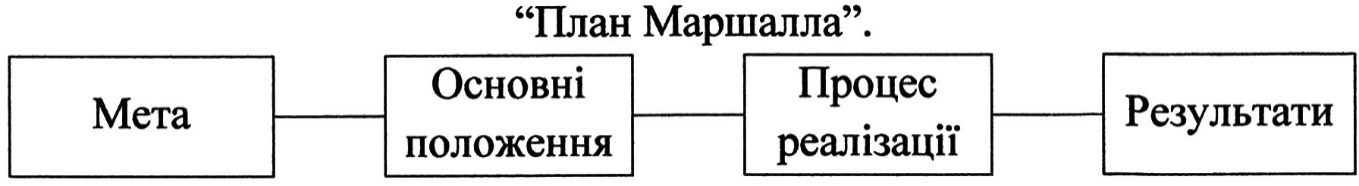 “План Маршалла”.
Мета
Основні
положення
Процес
реалізації
Результати